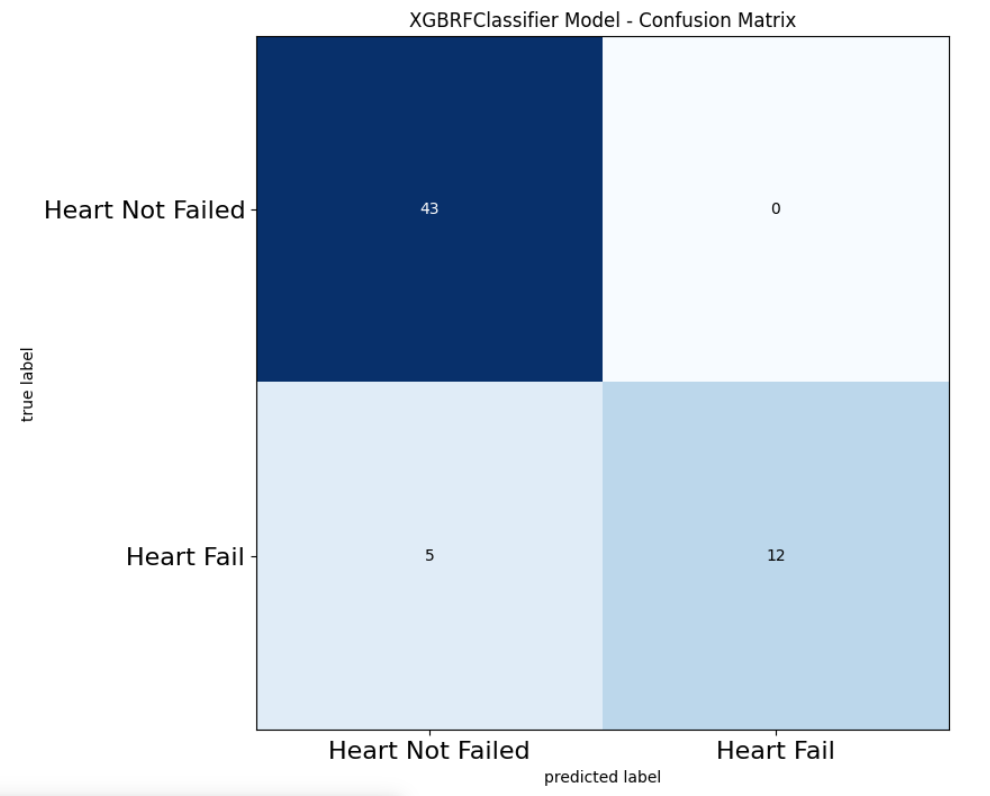 XGBRFClassifier Model - Confusion Matrix
Heart Not Failed
43
0
true label
Heart Fail
5
12
Heart Not Failed
Heart Fail
predicted label